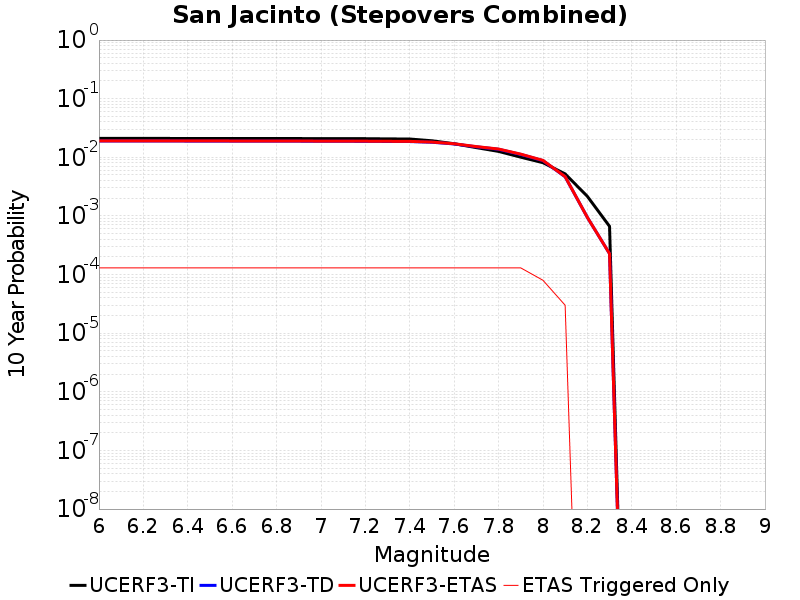 San Jacinto (Stepovers Combined)
10^0
10^-1
10^-2
10^-3
10^-4
10^-5
10^-6
10^-7
10^-8
10 Year Probability
6 6.2 6.4 6.6 6.8 7 7.2 7.4 7.6 7.8 8 8.2 8.4 8.6 8.8 9
Magnitude
UCERF3-TI UCERF3-TD UCERF3-ETAS ETAS Triggered Only